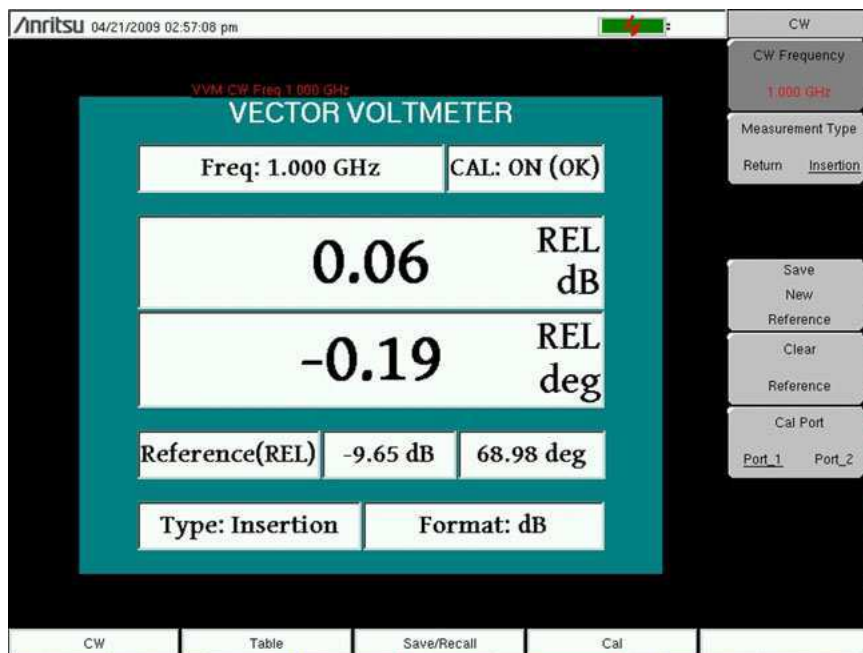 Anritsu 04/21/2009 02:57:08 pm
VVM CW Freq 1.000 GHz
VECTOR VOLTMETER
Freq: 1.000 GHz CAL: ON (OK)
0.06 REL dB
-0.19 REL deg
Reference(REL) -9.65 dB 68.98 deg
Type: Insertion Format: dB
CW
CW Frequency
1.000 GHz
Measurement Type
Return Insertion
Save
New
Reference
Clear
Reference
Cal Port
Port_1 Port_2
CW Table Save/Recall Cal